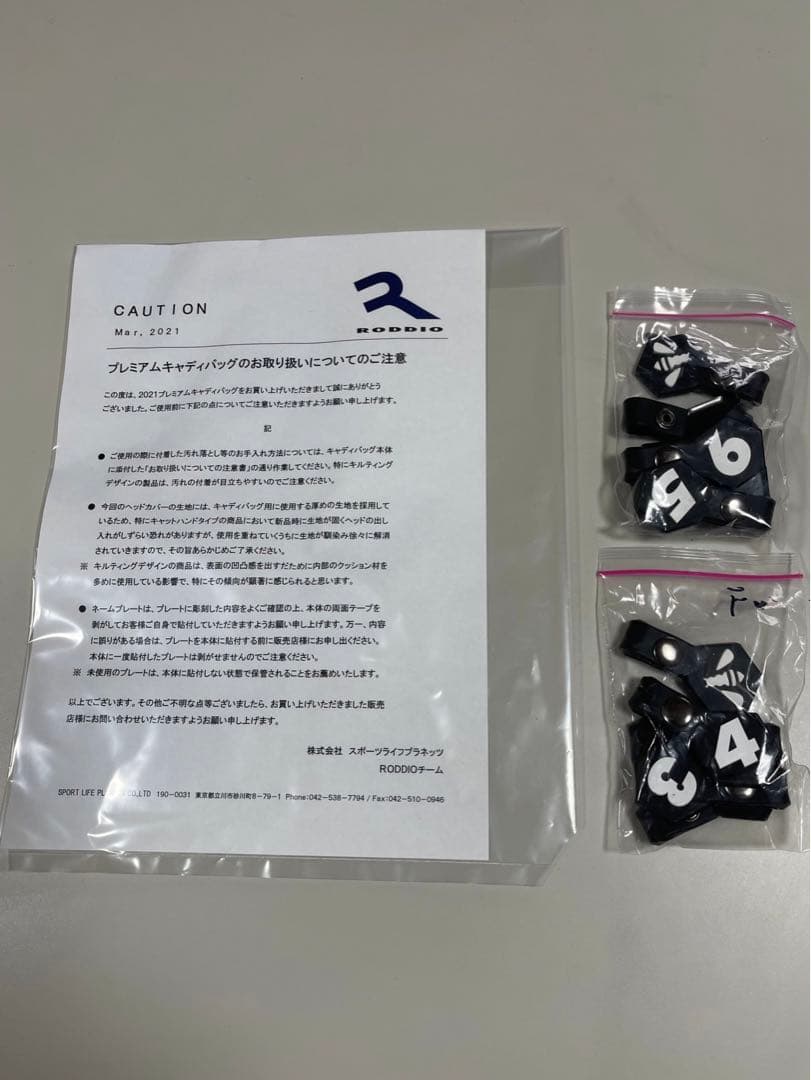 CAUTION
Mar, 2021
RODDIO
プレミアムキャディバッグのお取り扱いについてのご注意
この度は、2021プレミアムキャディバッグをお買い上げいただきまして誠にありがとう
ございました。ご使用前に下記の点についてご注意いただきますようお願い申し上げます。
記
● ご使用の際に付着した汚れ落とし等のお手入れ方法については、キャディバッグ本体
に添付した「お取り扱いについての注意書」の通り作業してください。特にキルティング
デザインの製品は、汚れの付着が目立ちやすいのでご注意ください。
● 今回のヘッドカバーの生地には、キャディバッグ用に使用する厚めの生地を採用して
いるため、特にキャットハンドタイプの商品において新品時に生地が固くヘッドの出し
入れがしずらい恐れがありますが、使用を重ねていくうちに生地が馴染み徐々に解消
されていきますので、その旨あらかじめご了承ください。
※ キルティングデザインの商品は、表面の凹凸感を出すために内部のクッション材を
多めに使用している影響で、特にその傾向が顕著に感じられると思います。
● ネームプレートは、プレートに彫刻した内容をよくご確認の上、本体の両面テープを
剥がしてお客様ご自身で貼付していただきますようお願い申し上げます。万一、内容
に誤りがある場合は、プレートを本体に貼付する前に販売店様にお申し出ください。
本体に一度貼付したプレートは剥がせませんのでご注意ください。
※ 未使用のプレートは、本体に貼付しない状態で保管されることをお薦めいたします。
以上でございます。その他ご不明な点等ございましたら、お買い上げいただきました販売
店様にお問い合わせいただきますようお願い申し上げます。
株式会社 スポーツライフプラネッツ
RODDIOチーム
SPORT LIFE CO.,LTD 190-0031 東京都立川市砂川町8-79-1 Phone:042-538-7794 / Fax:042-510-0946
6
5
4
3